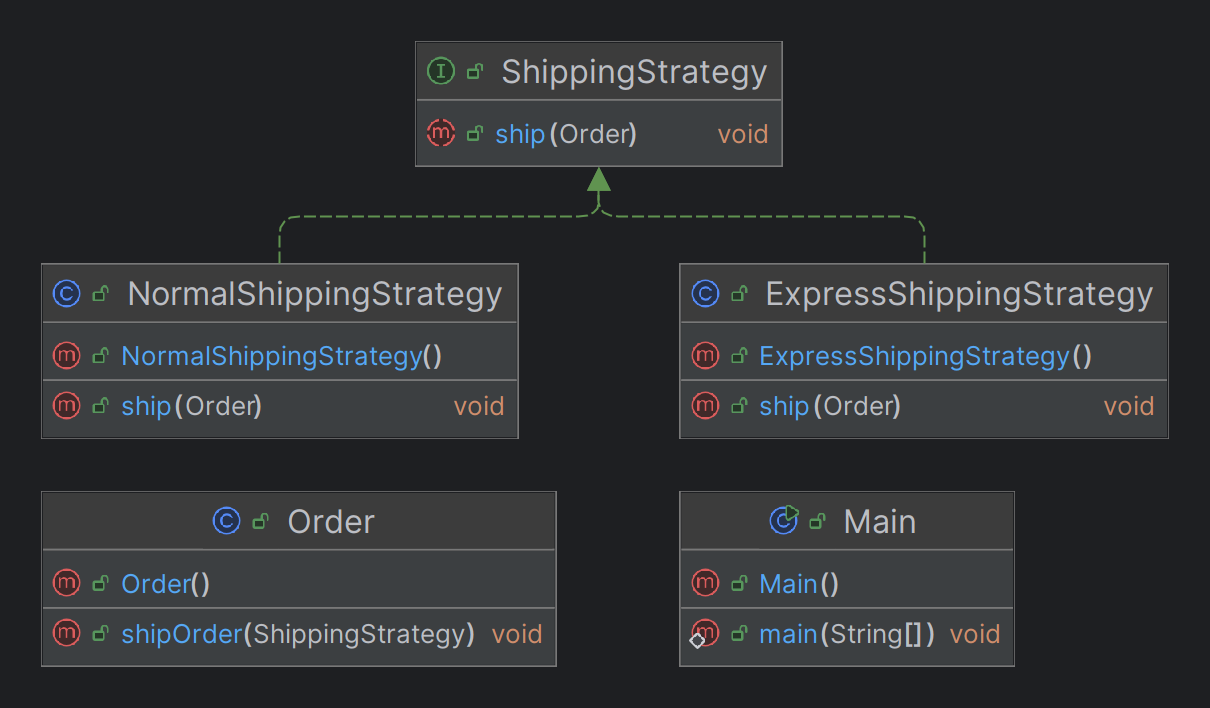 ShippingStrategy
ship(Order) void
NormalShippingStrategy
NormalShippingStrategy()
ship(Order) void
ExpressShippingStrategy
ExpressShippingStrategy()
ship(Order) void
Order
Order()
shipOrder(ShippingStrategy) void
Main
Main()
main(String[]) void